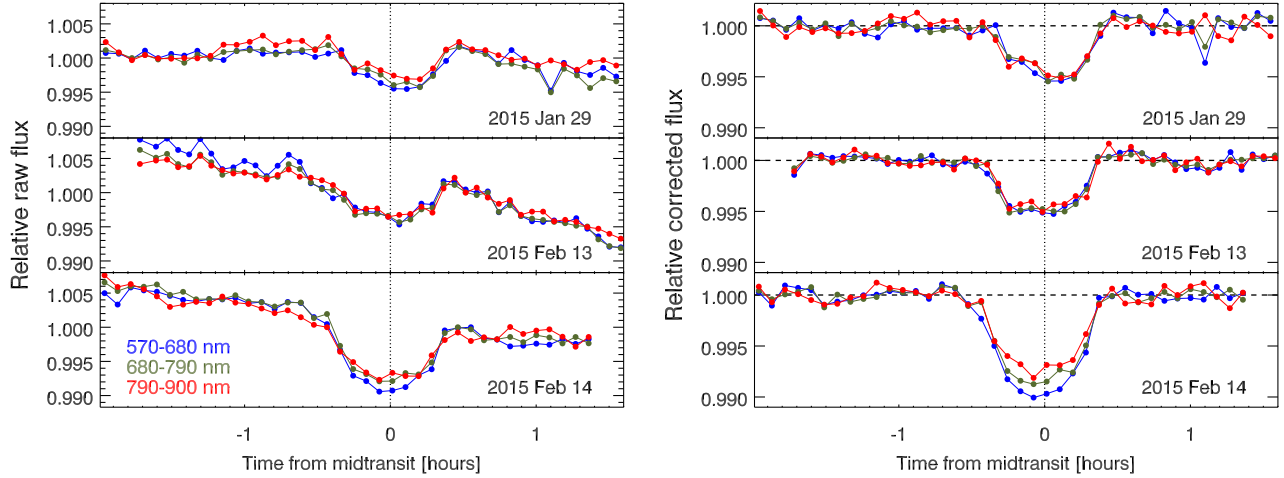 Relative raw flux
1.005
1.000
0.995
0.990
2015 Jan 29
1.005
1.000
0.995
0.990
2015 Feb 13
1.005
1.000
0.995
0.990
570-680 nm
680-790 nm
790-900 nm
2015 Feb 14
-1
0
1
Time from midtransit [hours]
Relative corrected flux
1.000
0.995
0.990
2015 Jan 29
1.000
0.995
0.990
2015 Feb 13
1.000
0.995
0.990
2015 Feb 14
-1
0
1
Time from midtransit [hours]